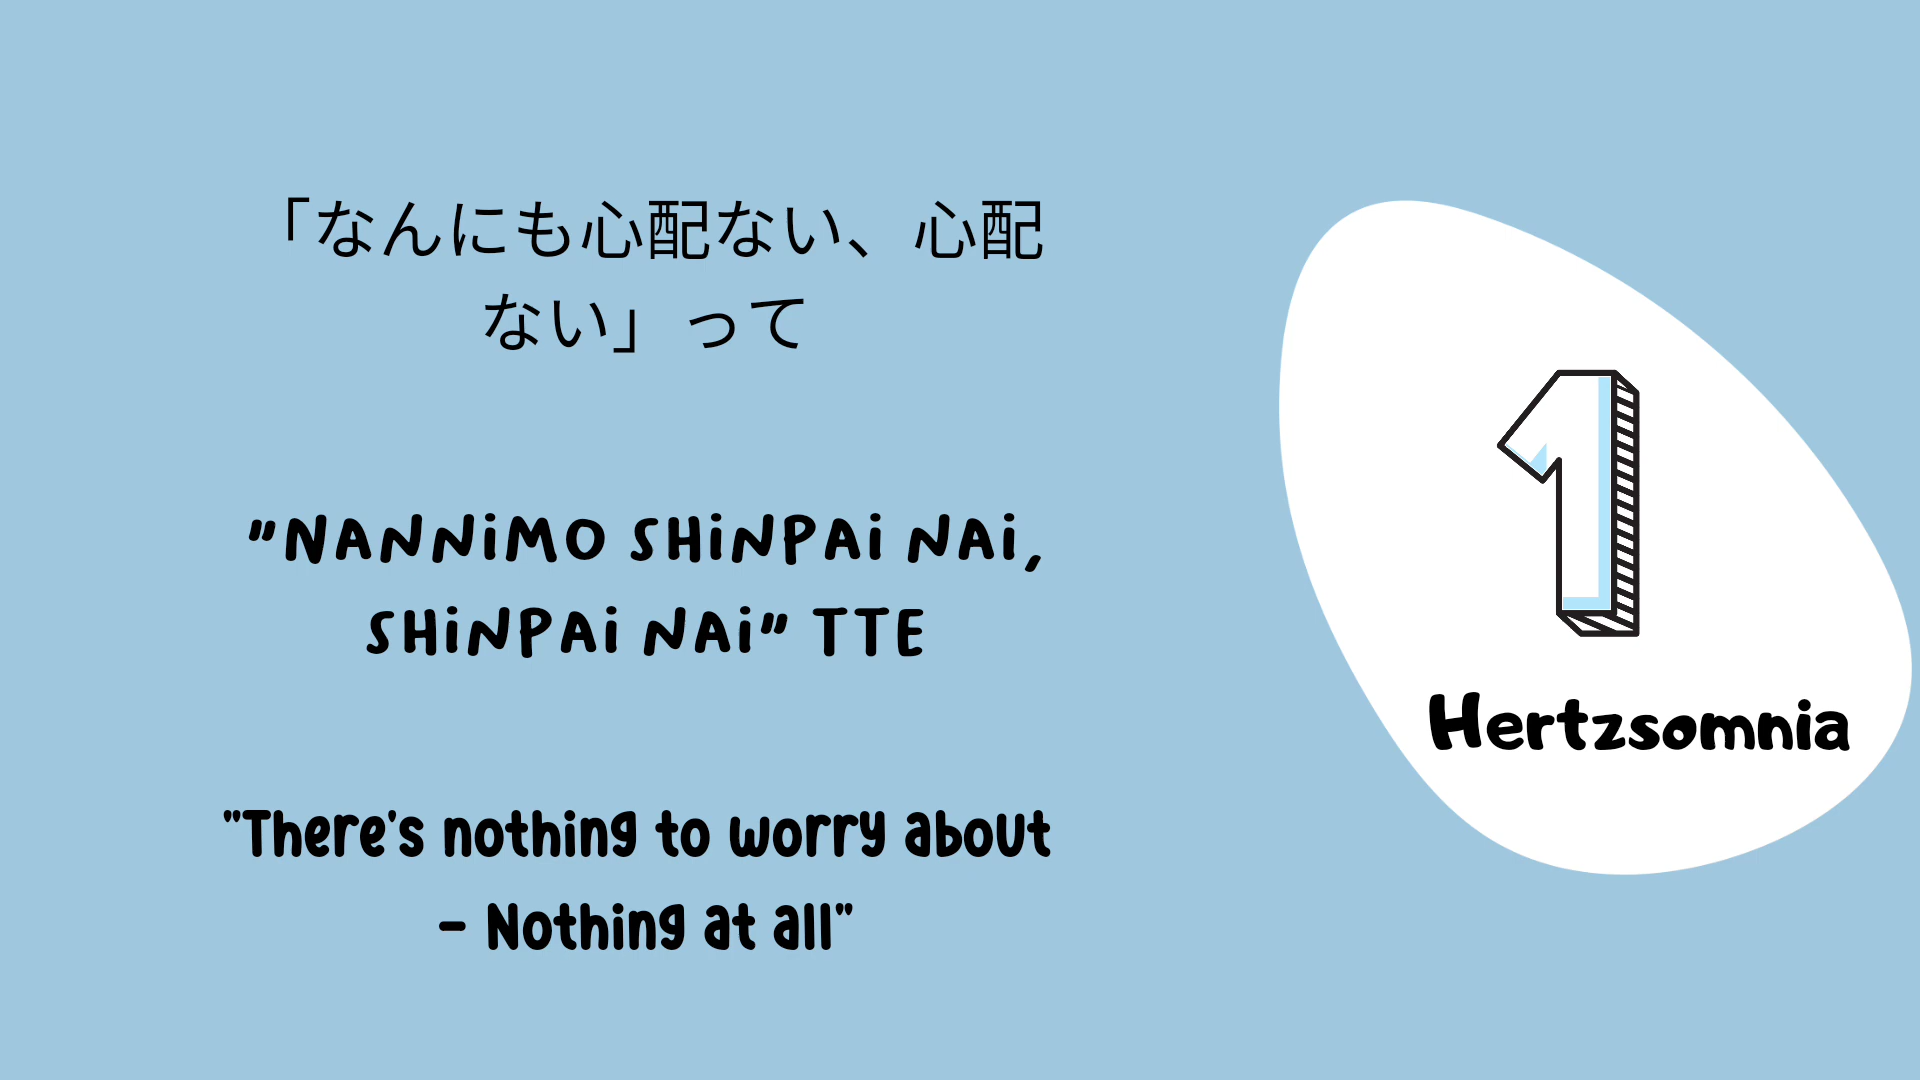 「なんにも心配ない、心配
ない」って
"NANNiMO SHiNPAi NAi,
SHiNPAi NAi" TTE
"There's nothing to worry about
- Nothing at all"
1
Hertzsomnia